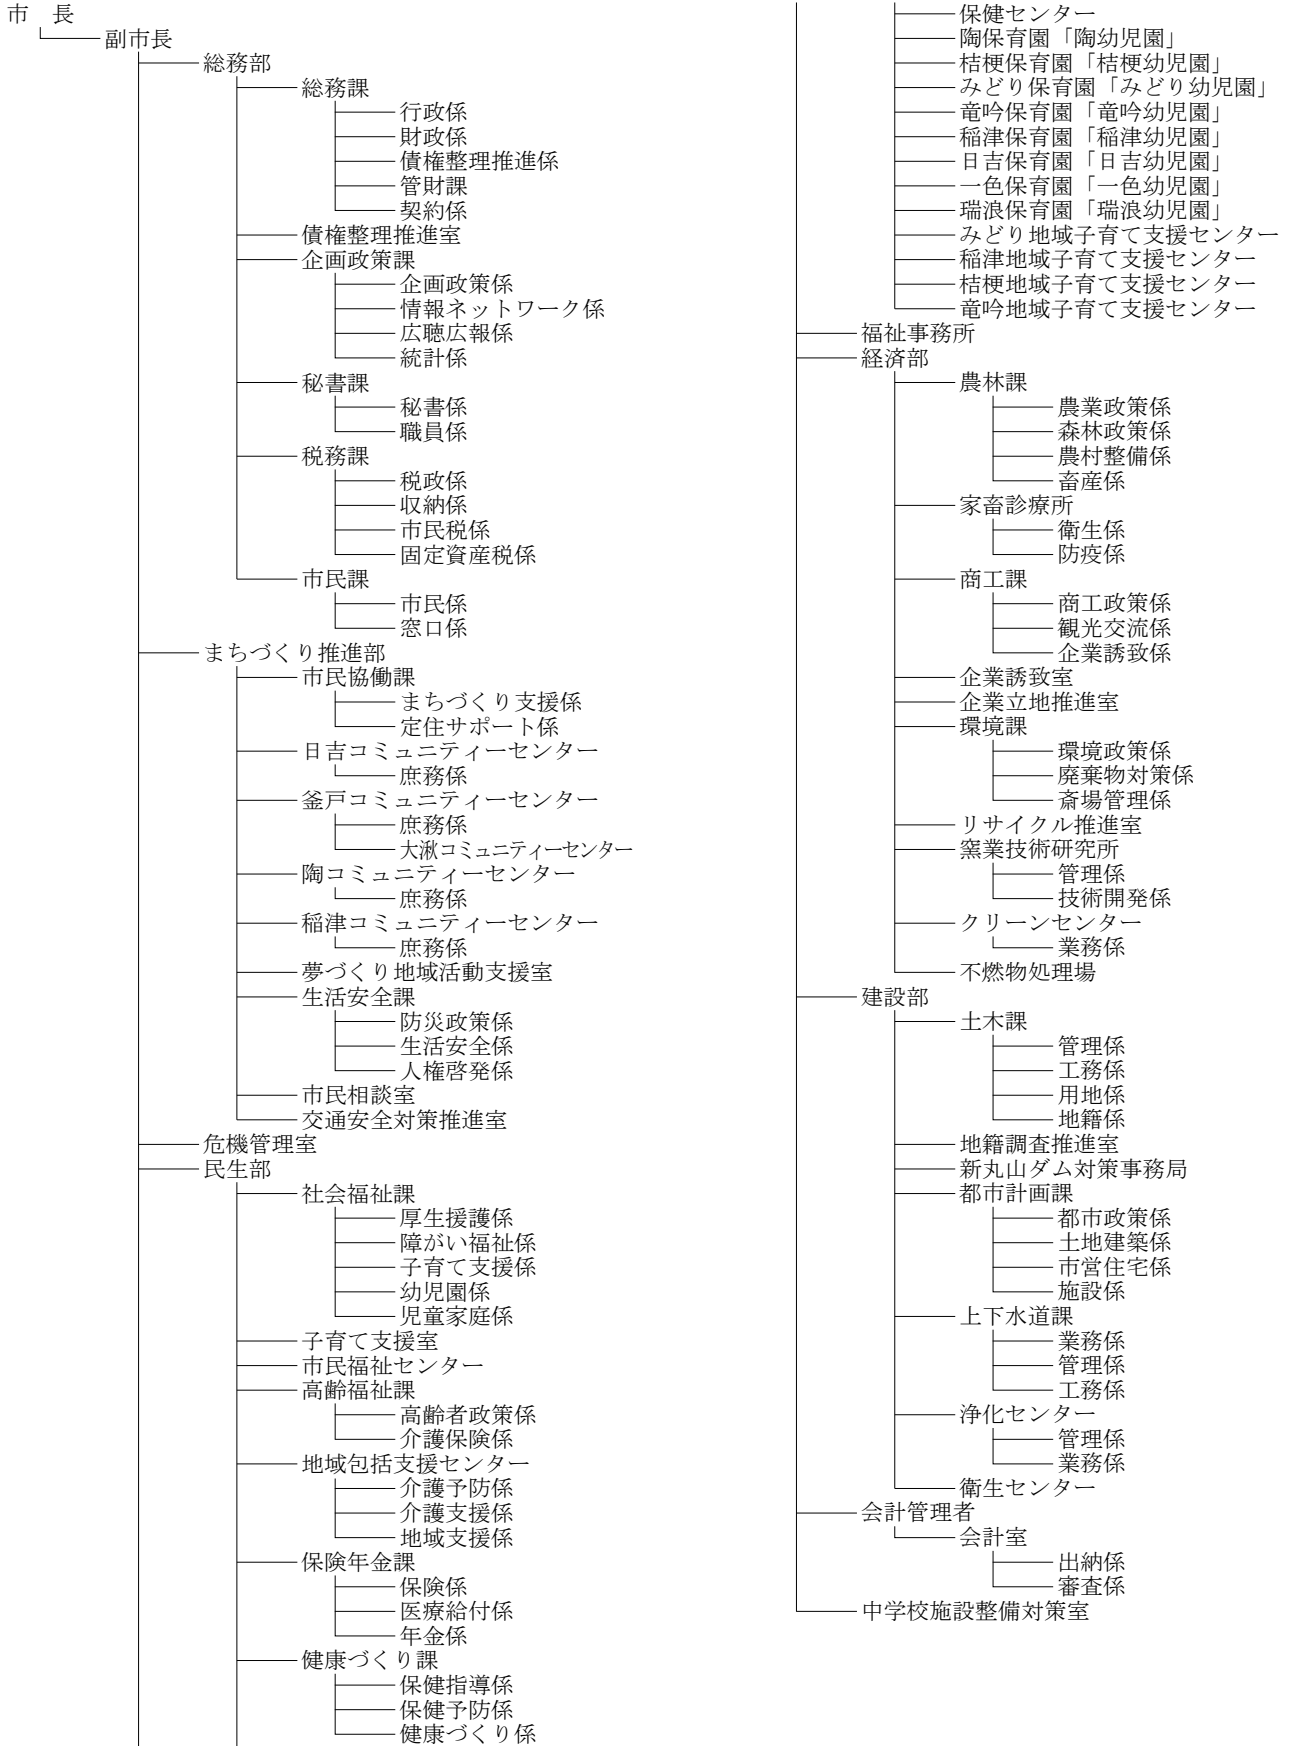 市　長
副市長
総務部
総務課
行政係
財政係
債権整理推進係
管財課
契約係
債権整理推進室
企画政策課
企画政策係
情報ネットワーク係
広聴広報係
統計係
秘書課
秘書係
職員係
税務課
税政係
収納係
市民税係
固定資産税係
市民課
市民係
窓口係
まちづくり推進部
市民協働課
まちづくり支援係
定住サポート係
日吉コミュニティーセンター
庶務係
釜戸コミュニティーセンター
庶務係
大湫コミュニティーセンター
陶コミュニティーセンター
庶務係
稲津コミュニティーセンター
庶務係
夢づくり地域活動支援室
生活安全課
防災政策係
生活安全係
人権啓発係
市民相談室
交通安全対策推進室
危機管理室
民生部
社会福祉課
厚生援護係
障がい福祉係
子育て支援係
幼児園係
児童家庭係
子育て支援室
市民福祉センター
高齢福祉課
高齢者政策係
介護保険係
地域包括支援センター
介護予防係
介護支援係
地域支援係
保険年金課
保険係
医療給付係
年金係
健康づくり課
保健指導係
保健予防係
健康づくり係
保健センター
陶保育園「陶幼児園」
桔梗保育園「桔梗幼児園」
みどり保育園「みどり幼児園」
竜吟保育園「竜吟幼児園」
稲津保育園「稲津幼児園」
日吉保育園「日吉幼児園」
一色保育園「一色幼児園」
瑞浪保育園「瑞浪幼児園」
みどり地域子育て支援センター
稲津地域子育て支援センター
桔梗地域子育て支援センター
竜吟地域子育て支援センター
福祉事務所
経済部
農林課
農業政策係
森林政策係
農村整備係
畜産係
家畜診療所
衛生係
防疫係
商工課
商工政策係
観光交流係
企業誘致係
企業誘致室
企業立地推進室
環境課
環境政策係
廃棄物対策係
斎場管理係
リサイクル推進室
窯業技術研究所
管理係
技術開発係
クリーンセンター
業務係
不燃物処理場
建設部
土木課
管理係
工務係
用地係
地籍係
地籍調査推進室
新丸山ダム対策事務局
都市計画課
都市政策係
土地建築係
市営住宅係
施設係
上下水道課
業務係
管理係
工務係
浄化センター
管理係
業務係
衛生センター
会計管理者
会計室
出納係
審査係
中学校施設整備対策室